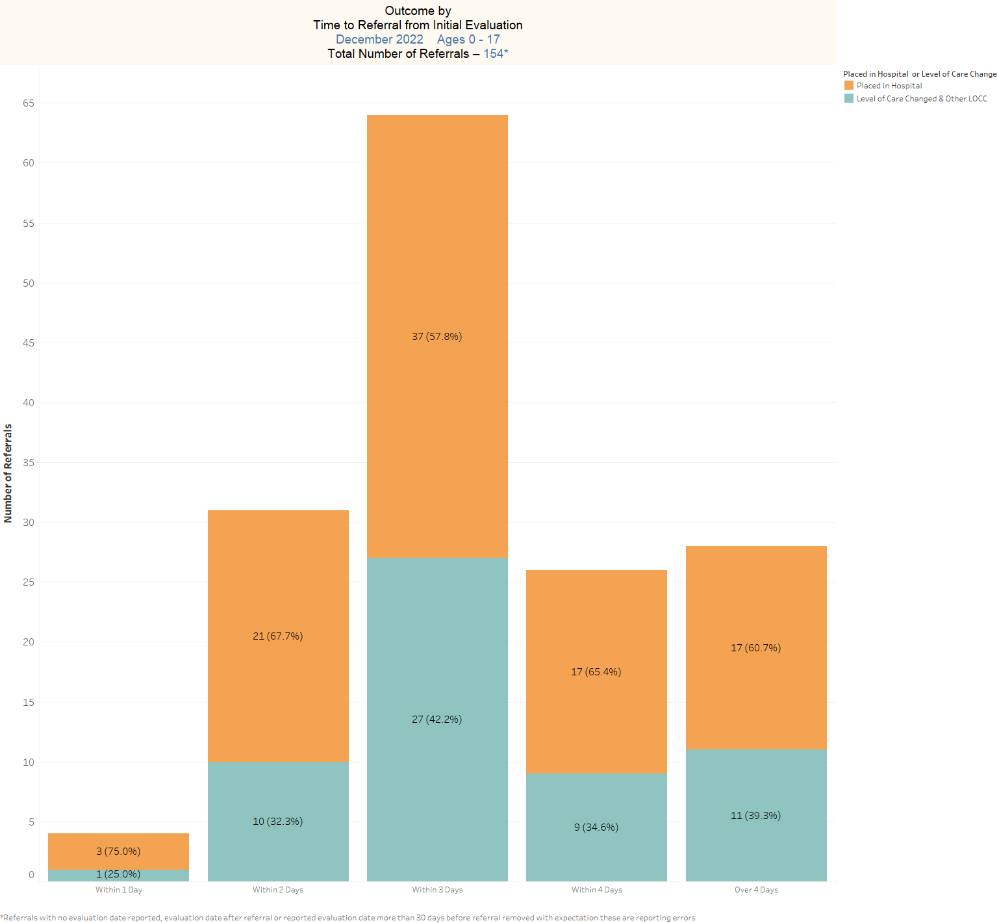 Outcome by
Time to Referral from Initial Evaluation
December 2022 Ages 0 - 17
Total Number of Referrals – 154*
Placed in Hospital or Level of Care Change
Placed in Hospital
Level of Care Changed & Other LOCC
Number of Referrals
65
60
55
50
45
40
35
30
25
20
15
10
5
0
3 (75.0%)
1 (25.0%)
21 (67.7%)
10 (32.3%)
37 (57.8%)
27 (42.2%)
17 (65.4%)
9 (34.6%)
17 (60.7%)
11 (39.3%)
Within 1 Day
Within 2 Days
Within 3 Days
Within 4 Days
Over 4 Days
*Referrals with no evaluation date reported, evaluation date after referral or reported evaluation date more than 30 days before referral removed with expectation these are reporting errors